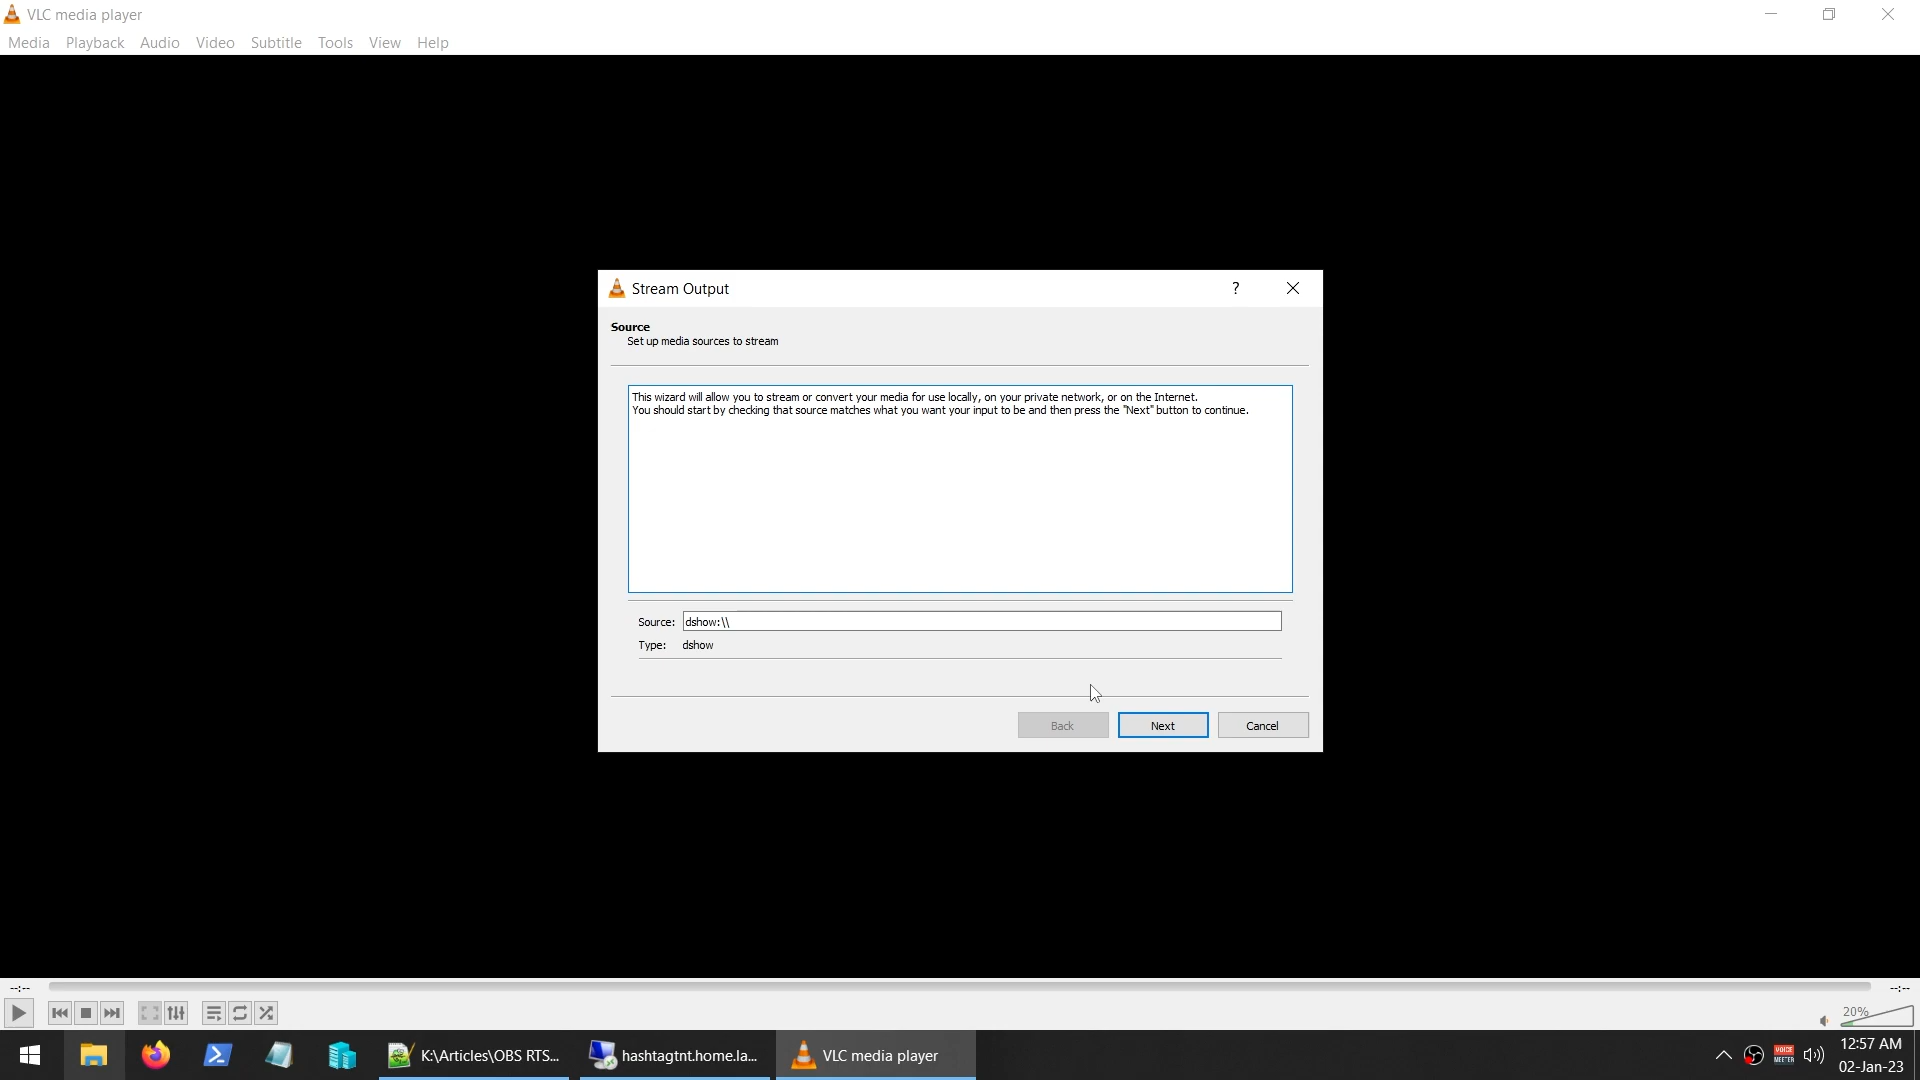 VLC media player
Media Playback Audio Video Subtitle Tools View Help
Stream Output
?
Source
Set up media sources to stream
This wizard will allow you to stream or convert your media for use locally, on your private network, or on the Internet.
You should start by checking that source matches what you want your input to be and then press the "Next" button to continue.
Source: dshow:\\
Type: dshow
Back Next Cancel
--:-- --:--
20%
K:\Articles\OBS RTS... hashtagtnt.home.la... VLC media player
VOICE
MEETER
12:57 AM
02-Jan-23